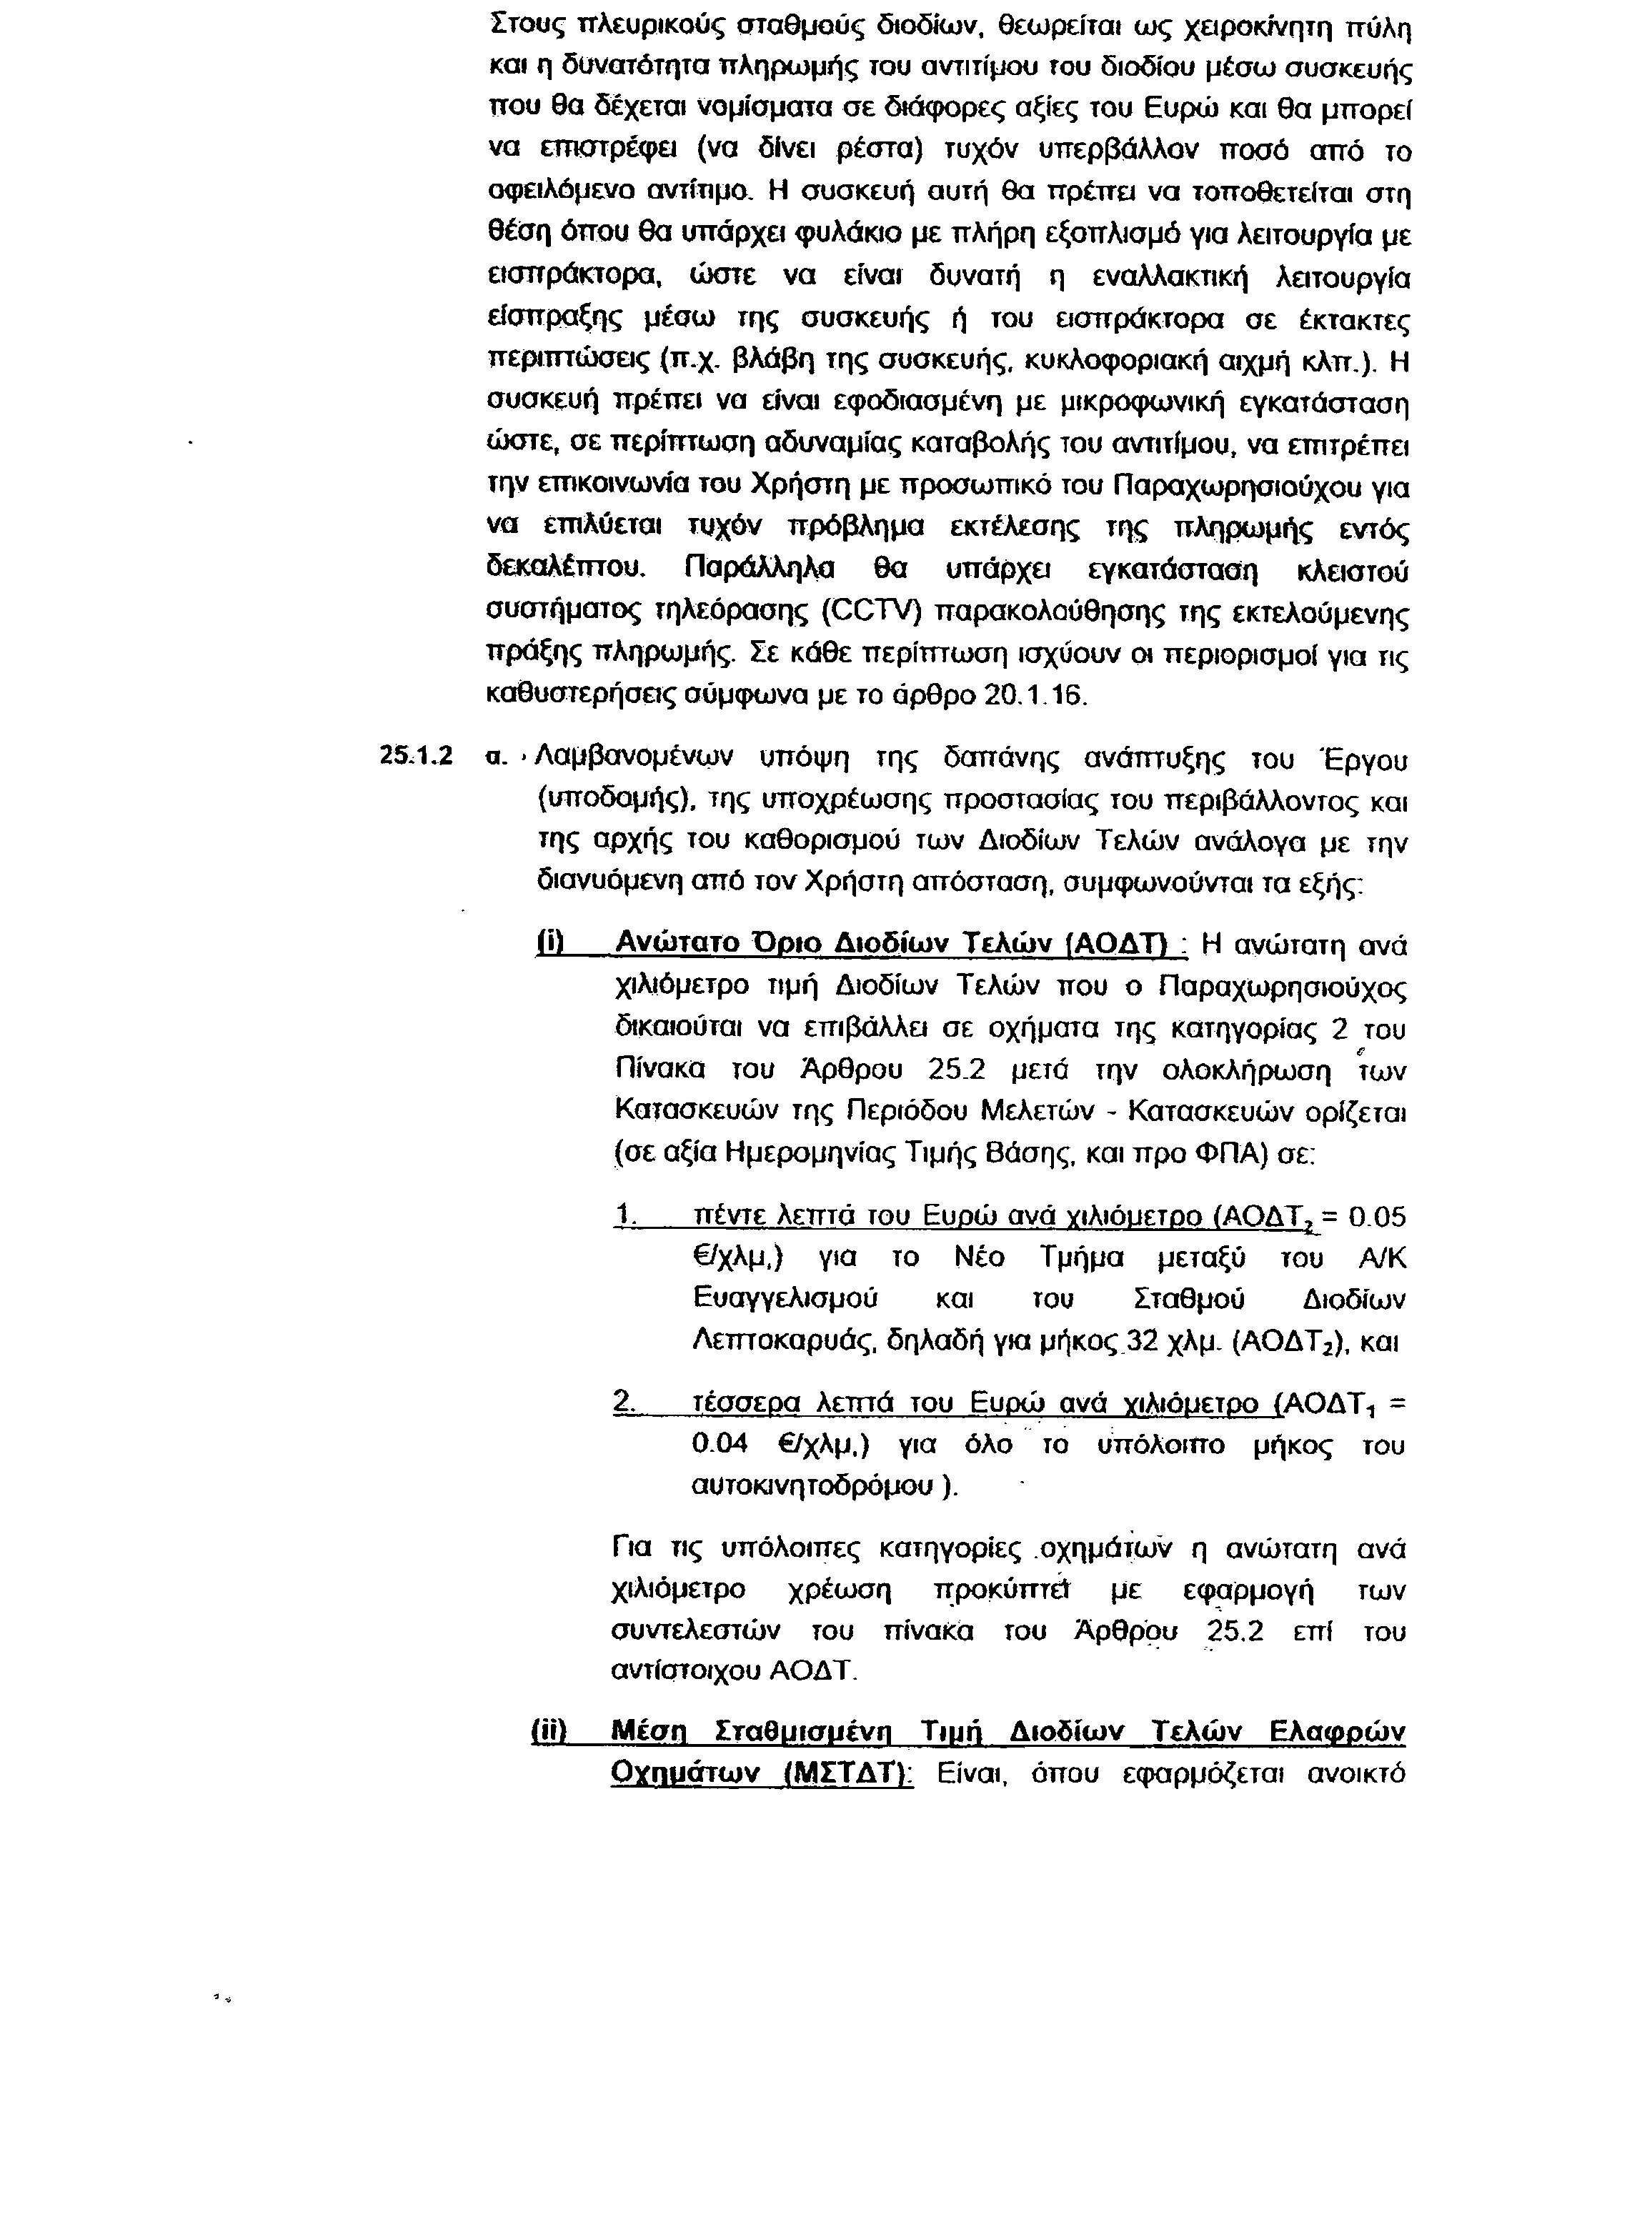 Στους πλευρικούς σταθμούς διοδίων, θεωρείται ως χειροκίνητη πύλη
και η δυνατότητα πληρωμής του αντιτίμου του διοδίου μέσω συσκευής
που θα δέχεται νομίσματα σε διάφορες αξίες του Ευρώ και θα μπορεί
να επιστρέφει (να δίνει ρέστα) τυχόν υπερβάλλον ποσό από το
οφειλόμενο αντίτιμο. Η συσκευή αυτή θα πρέπει να τοποθετείται στη
θέση όπου θα υπάρχει φυλάκιο με πλήρη εξοπλισμό για λειτουργία με
εισπράκτορα, ώστε να είναι δυνατή η εναλλακτική λειτουργία
είσπραξης μέσω της συσκευής ή του εισπράκτορα σε έκτακτες
περιπτώσεις (π.χ. βλάβη της συσκευής, κυκλοφοριακή αιχμή κλπ.). Η
συσκευή πρέπει να είναι εφοδιασμένη με μικροφωνική εγκατάσταση
ώστε, σε περίπτωση αδυναμίας καταβολής του αντιτίμου, να επιτρέπει
την επικοινωνία του Χρήστη με προσωπικό του Παραχωρησιούχου για
να επιλύεται τυχόν πρόβλημα εκτέλεσης της πληρωμής εντός
δεκαλέπτου. Παράλληλα θα υπάρχει εγκατάσταση κλειστού
συστήματος τηλεόρασης (CCTV) παρακολούθησης της εκτελούμενης
πράξης πληρωμής. Σε κάθε περίπτωση ισχύουν οι περιορισμοί για τις
καθυστερήσεις σύμφωνα με το άρθρο 20.1.16.
25.1.2 α. Λαμβανομένων υπόψη της δαπάνης ανάπτυξης του Έργου
(υποδομής), της υποχρέωσης προστασίας του περιβάλλοντος και
της αρχής του καθορισμού των Διοδίων Τελών ανάλογα με την
διανυόμενη από τον Χρήστη απόσταση, συμφωνούνται τα εξής:
(i) Ανώτατο Όριο Διοδίων Τελών (ΑΟΔΤ) : Η ανώτατη ανά
χιλιόμετρο τιμή Διοδίων Τελών που ο Παραχωρησιούχος
δικαιούται να επιβάλλει σε οχήματα της κατηγορίας 2 του
Πίνακα του Άρθρου 25.2 μετά την ολοκλήρωση των
Κατασκευών της Περιόδου Μελετών - Κατασκευών ορίζεται
(σε αξία Ημερομηνίας Τιμής Βάσης, και προ ΦΠΑ) σε:
1. πέντε λεπτά του Ευρώ ανά χιλιόμετρο (ΑΟΔΤ₂ = 0.05
€/χλμ,) για το Νέο Τμήμα μεταξύ του Α/Κ
Ευαγγελισμού και του Σταθμού Διοδίων
Λεπτοκαρυάς, δηλαδή για μήκος 32 χλμ. (ΑΟΔΤ₂), και
2. τέσσερα λεπτά του Ευρώ ανά χιλιόμετρο (ΑΟΔΤ₁ =
0.04 €/χλμ,) για όλο το υπόλοιπο μήκος του
αυτοκινητοδρόμου ).
Για τις υπόλοιπες κατηγορίες οχημάτων η ανώτατη ανά
χιλιόμετρο χρέωση προκύπτει με εφαρμογή των
συντελεστών του πίνακα του Άρθρου 25.2 επί του
αντίστοιχου ΑΟΔΤ.
(ii) Μέση Σταθμισμένη Τιμή Διοδίων Τελών Ελαφρών
Οχημάτων (ΜΣΤΔΤ): Είναι, όπου εφαρμόζεται ανοικτό